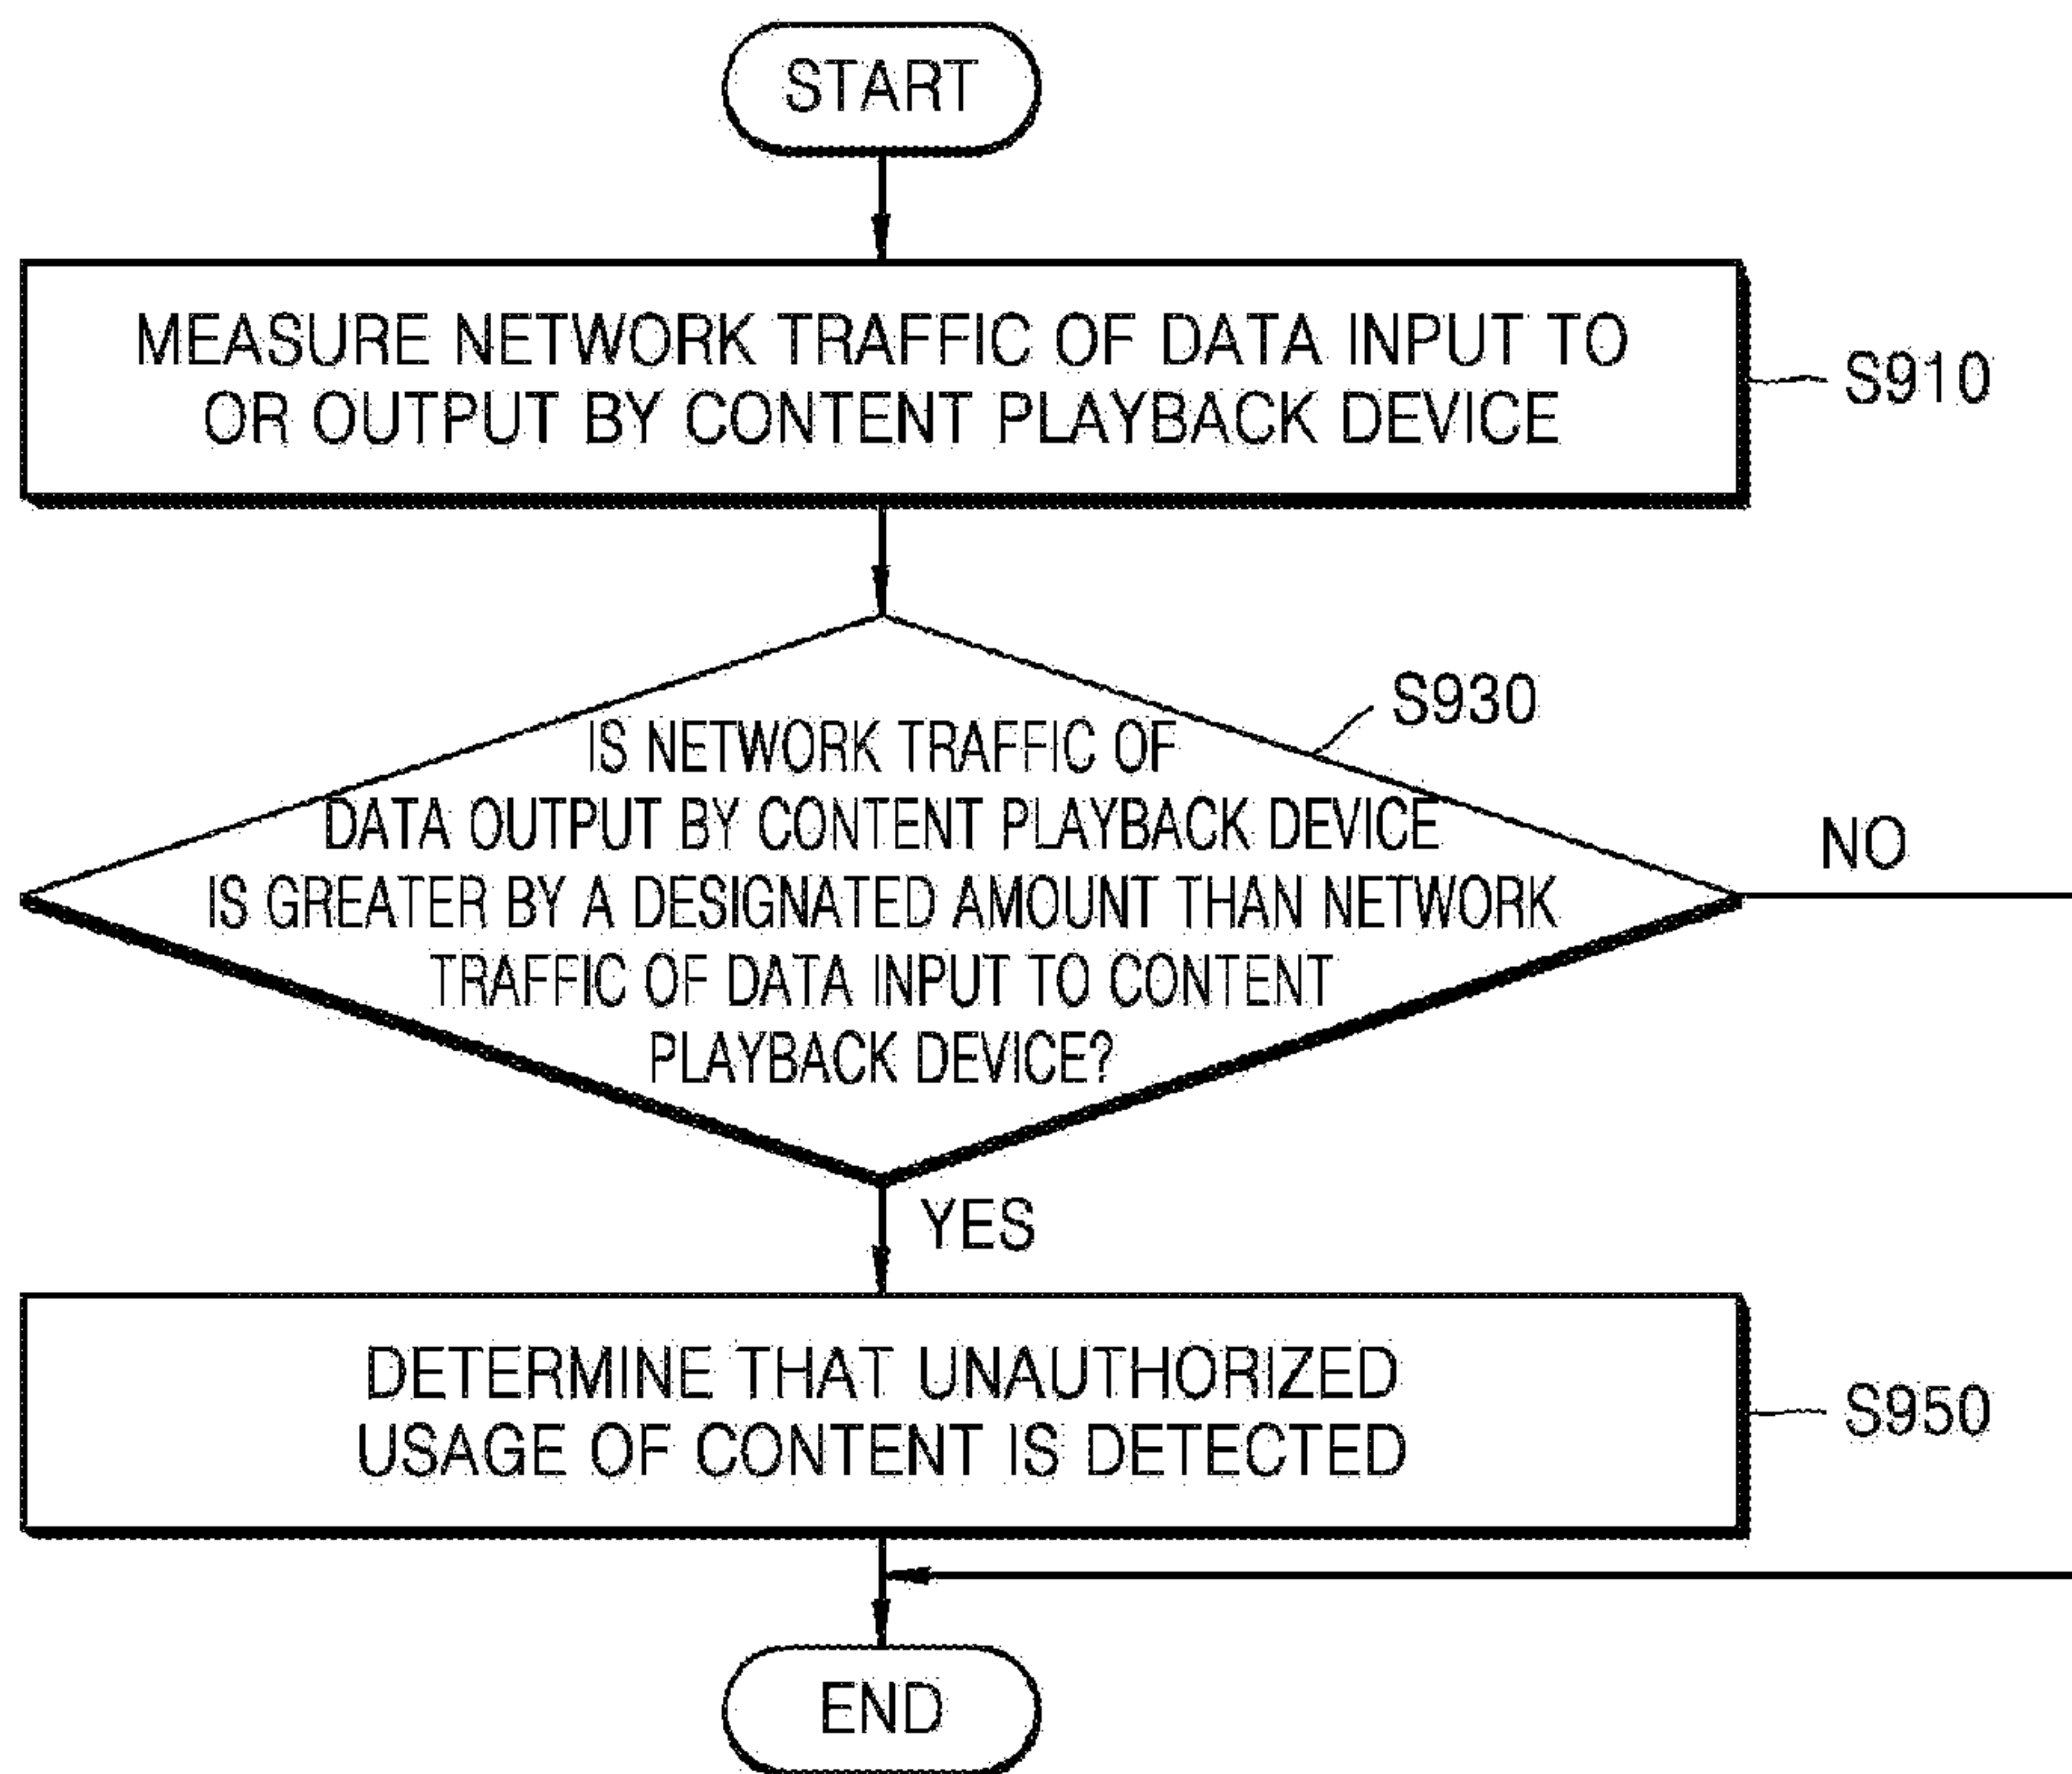 START
MEASURE NETWORK TRAFFIC OF DATA INPUT TO
OR OUTPUT BY CONTENT PLAYBACK DEVICE
S910
S930
IS NETWORK TRAFFIC OF
DATA OUTPUT BY CONTENT PLAYBACK DEVICE
IS GREATER BY A DESIGNATED AMOUNT THAN NETWORK
TRAFFIC OF DATA INPUT TO CONTENT
PLAYBACK DEVICE?
NO
YES
DETERMINE THAT UNAUTHORIZED
USAGE OF CONTENT IS DETECTED
S950
END